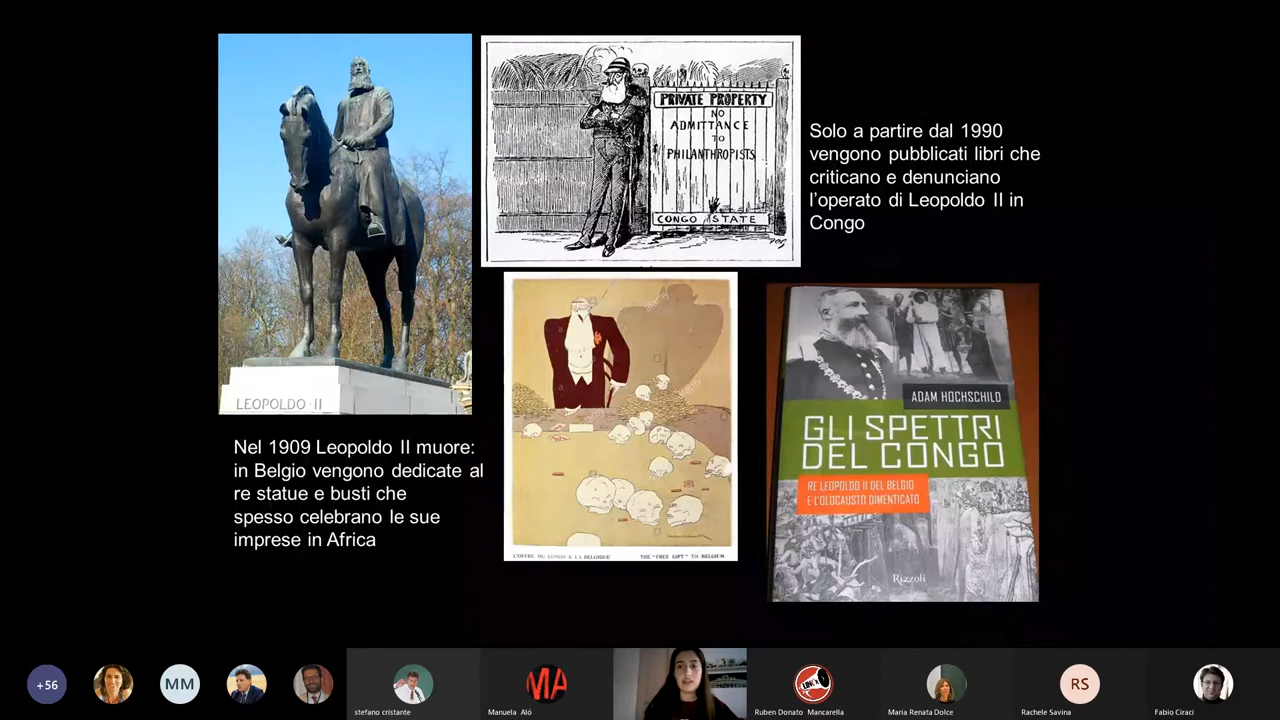 LEOPOLDO·II
PRIVATE PROPERTY
NO
ADMITTANCE
TO
PHILANTHROPISTS
CONGO STATE
Solo a partire dal 1990
vengono pubblicati libri che
criticano e denunciano
l’operato di Leopoldo II in
Congo
Nel 1909 Leopoldo II muore:
in Belgio vengono dedicate al
re statue e busti che
spesso celebrano le sue
imprese in Africa
alamy
L'OFFRE DU CONGO A LA BELGIQUE
THE "FREE GIFT" TO BELGIUM
ADAM HOCHSCHILD
GLI SPETTRI
DEL CONGO
RE LEOPOLDO II DEL BELGIO
E L'OLOCAUSTO DIMENTICATO
Rizzoli
+56
MM
stefano cristante
MA
Manuela Aló
Ruben Donato Mancarella
Maria Renata Dolce
RS
Rachele Savina
Fabio Ciracì